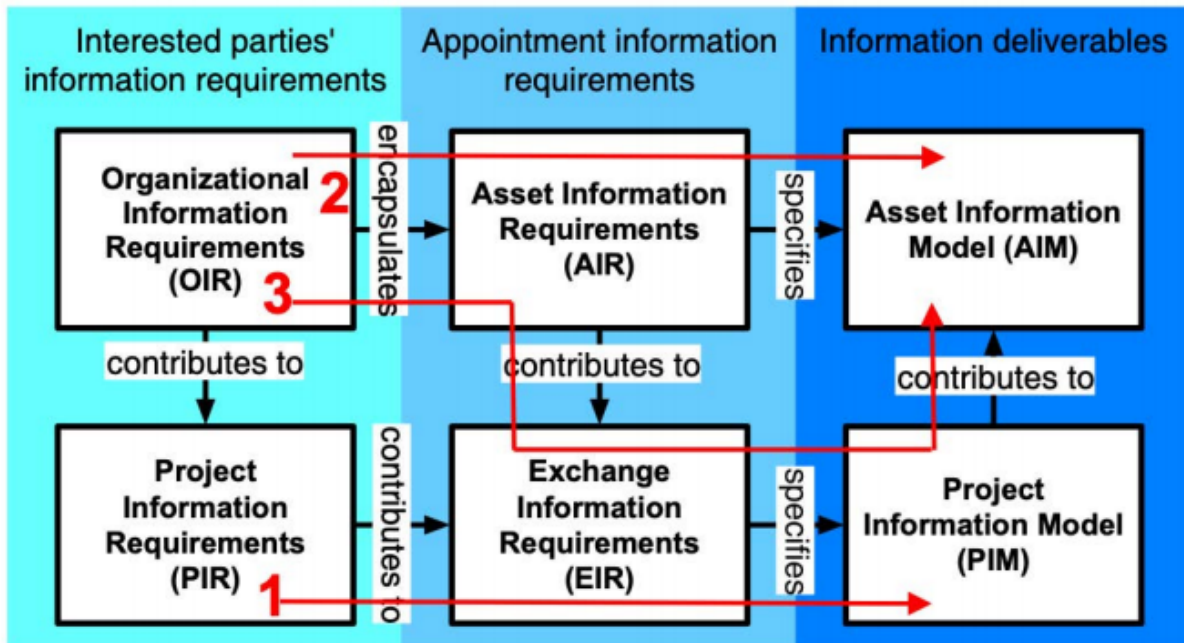 Interested parties'
information requirements
Appointment information
requirements
Information deliverables
Organizational
Information
Requirements
(OIR)
2
3
encapsulates
Asset Information
Requirements
(AIR)
specifies
Asset Information
Model (AIM)
contributes to
contributes to
contributes to
Project
Information
Requirements
(PIR)
1
contributes to
Exchange
Information
Requirements
(EIR)
specifies
Project
Information Model
(PIM)